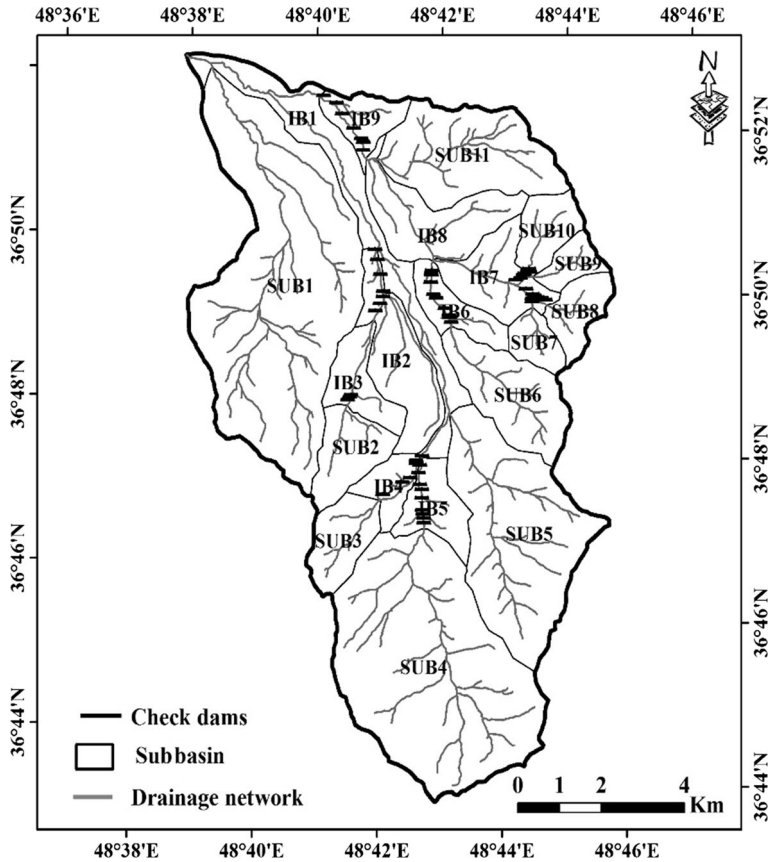 48°36'E 48°38'E 48°40'E 48°42'E 48°44'E 48°46'E
N
IB1
IB9
36°52'N
SUB11
36°50'N
SUB10
IB8
SUB9
IB7
SUB1
36°50'N
SUB8
IB6
SUB7
IB2
IB3
36°48'N
SUB6
SUB2
36°48'N
IB4
IB5
SUB5
SUB3
36°46'N
36°46'N
SUB4
36°44'N
Check dams
Subbasin
36°44'N
Drainage network
0 1 2 4
Km
48°38'E 48°40'E 48°42'E 48°44'E 48°46'E